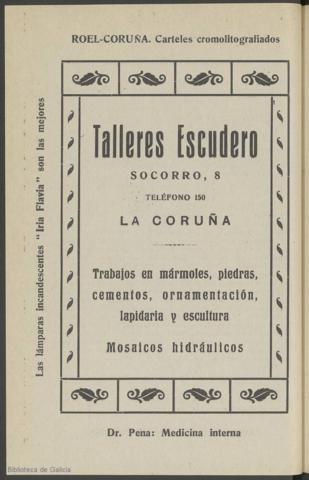 ROEL-CORUÑA. Carteles cromolitografiados
Las lámparas incandescentes "Iria Flavia" son las mejores
Talleres Escudero
SOCORRO, 8
TELÉFONO 150
LA CORUÑA
Trabajos en mármoles, piedras,
cementos, ornamentación,
lapidaria y escultura
Mosaicos hidráulicos
Dr. Pena: Medicina interna
Biblioteca de Galicia